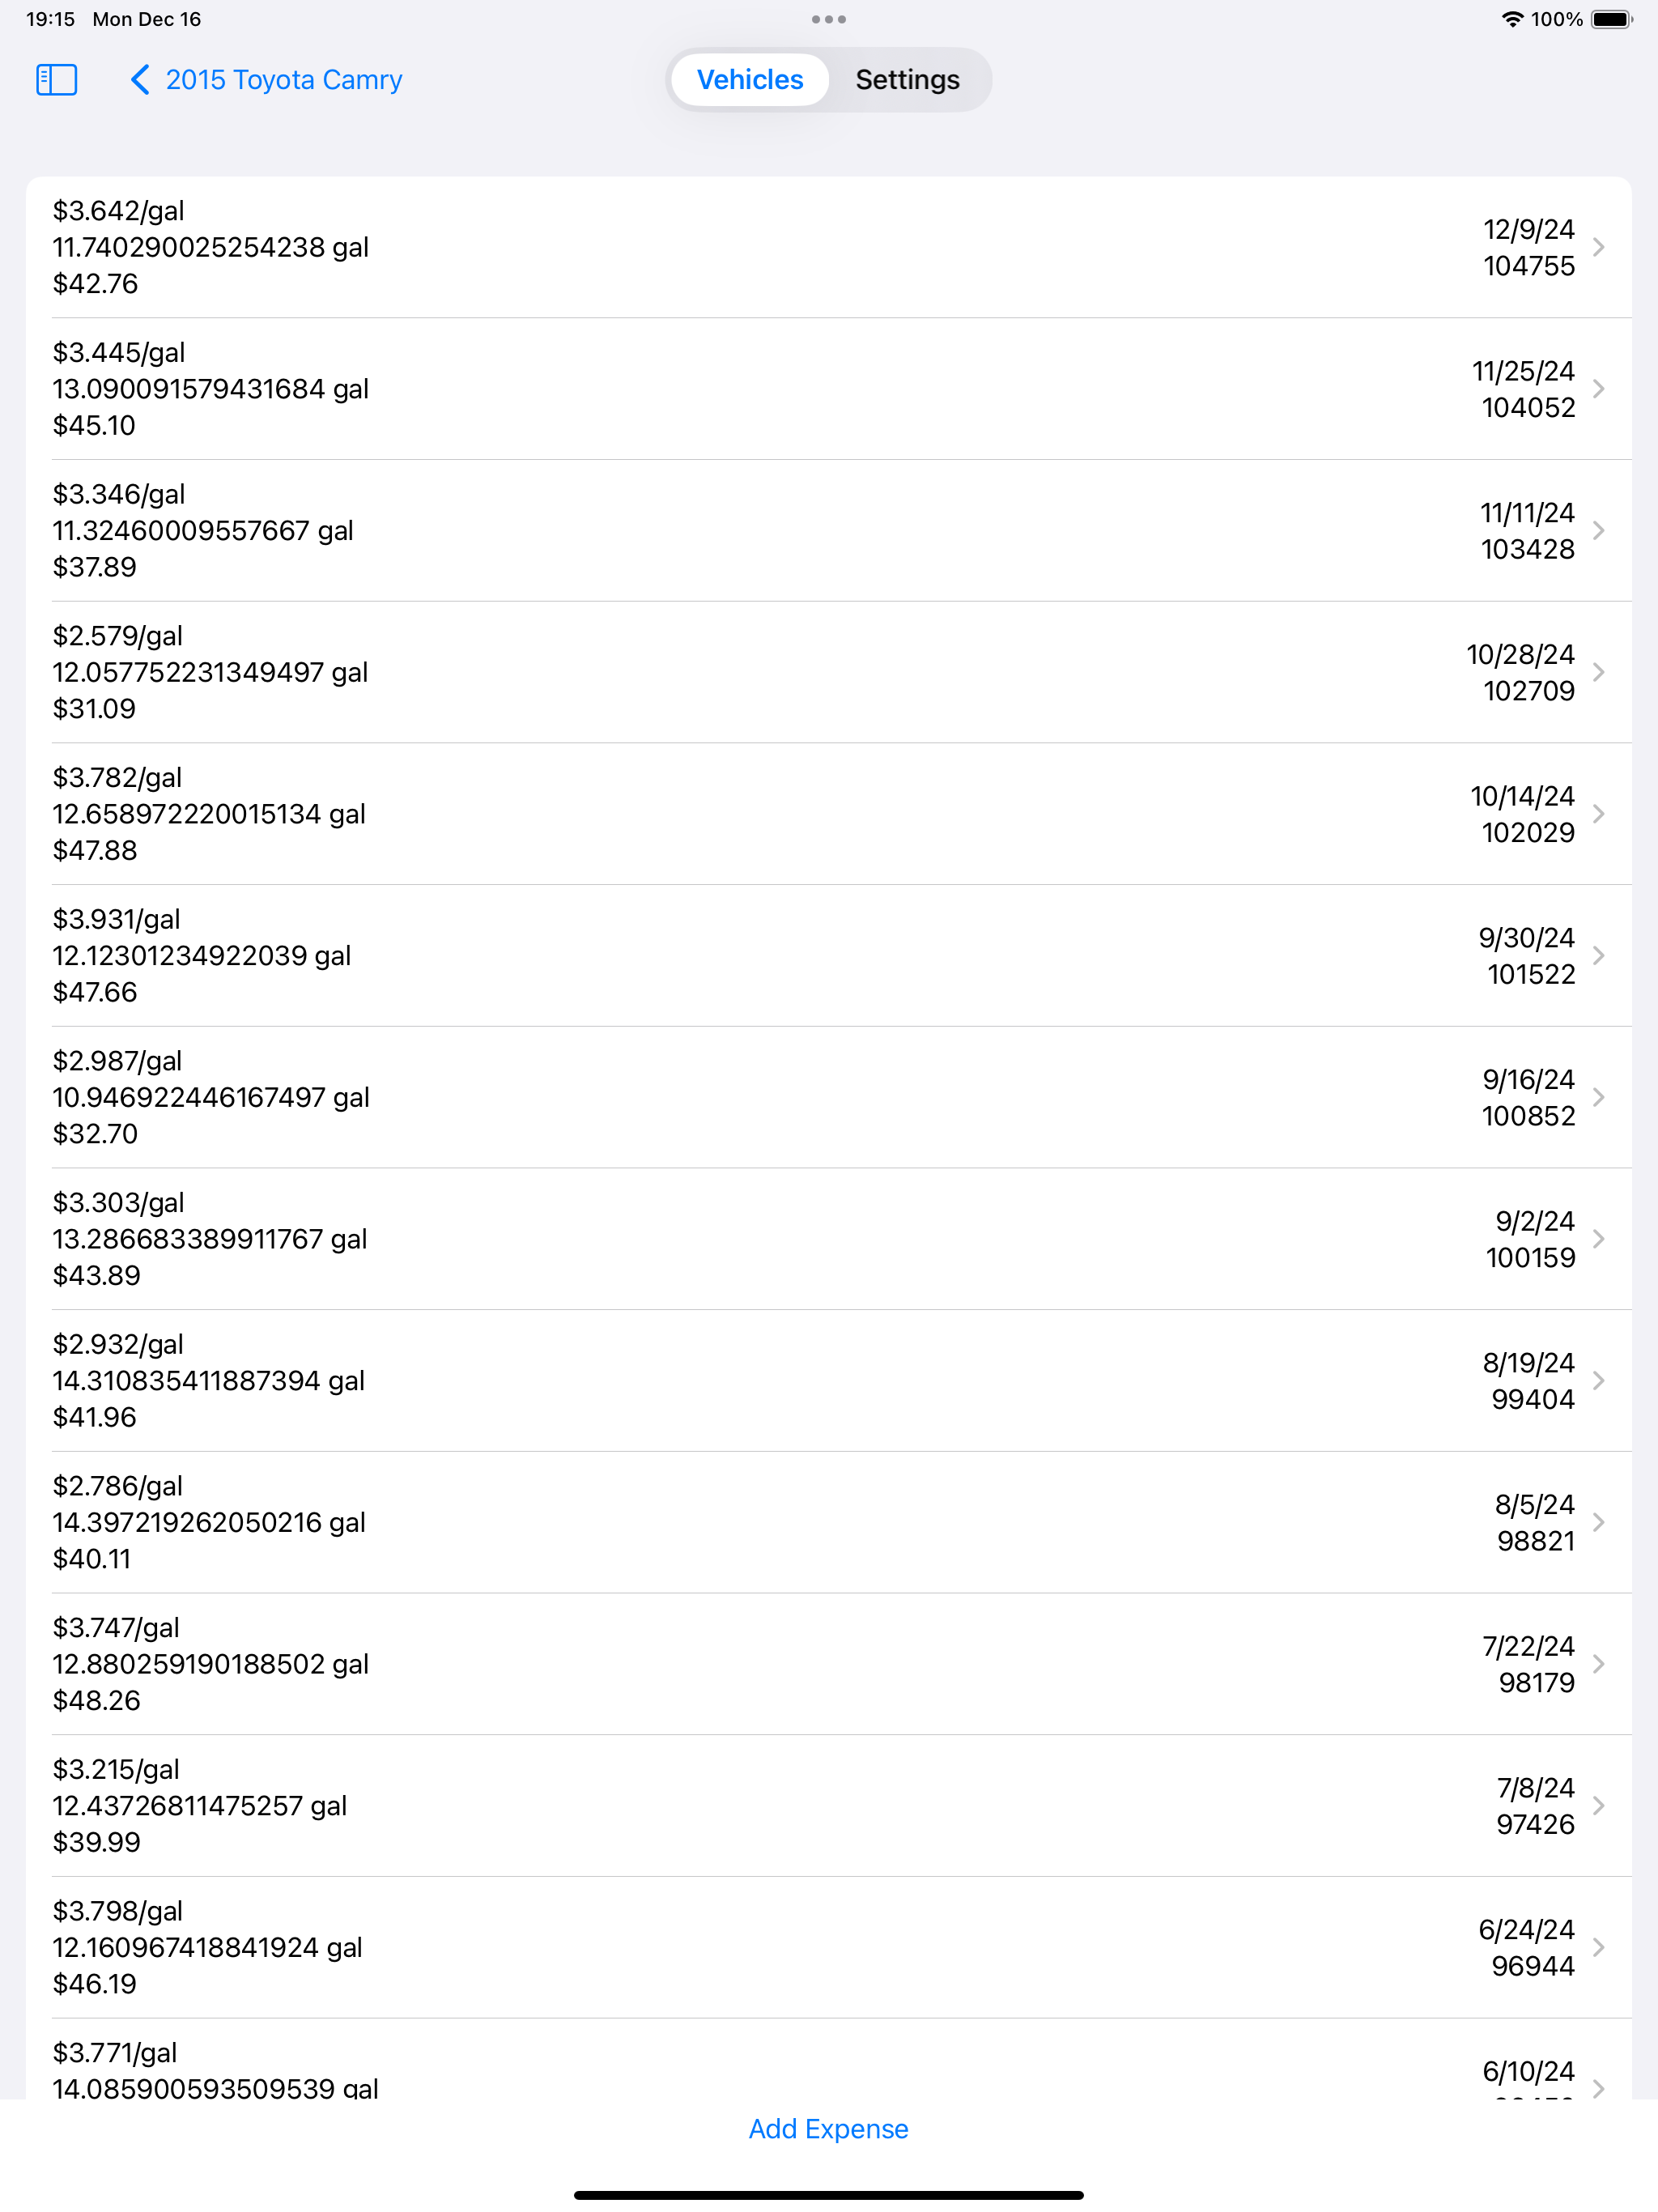 19:15 Mon Dec 16
100%
2015 Toyota Camry
Vehicles Settings
$3.642/gal
11.740290025254238 gal
$42.76
12/9/24
104755
$3.445/gal
13.090091579431684 gal
$45.10
11/25/24
104052
$3.346/gal
11.32460009557667 gal
$37.89
11/11/24
103428
$2.579/gal
12.057752231349497 gal
$31.09
10/28/24
102709
$3.782/gal
12.658972220015134 gal
$47.88
10/14/24
102029
$3.931/gal
12.12301234922039 gal
$47.66
9/30/24
101522
$2.987/gal
10.946922446167497 gal
$32.70
9/16/24
100852
$3.303/gal
13.286683389911767 gal
$43.89
9/2/24
100159
$2.932/gal
14.310835411887394 gal
$41.96
8/19/24
99404
$2.786/gal
14.397219262050216 gal
$40.11
8/5/24
98821
$3.747/gal
12.880259190188502 gal
$48.26
7/22/24
98179
$3.215/gal
12.43726811475257 gal
$39.99
7/8/24
97426
$3.798/gal
12.160967418841924 gal
$46.19
6/24/24
96944
$3.771/gal
14.085900593509539 gal
6/10/24
Add Expense